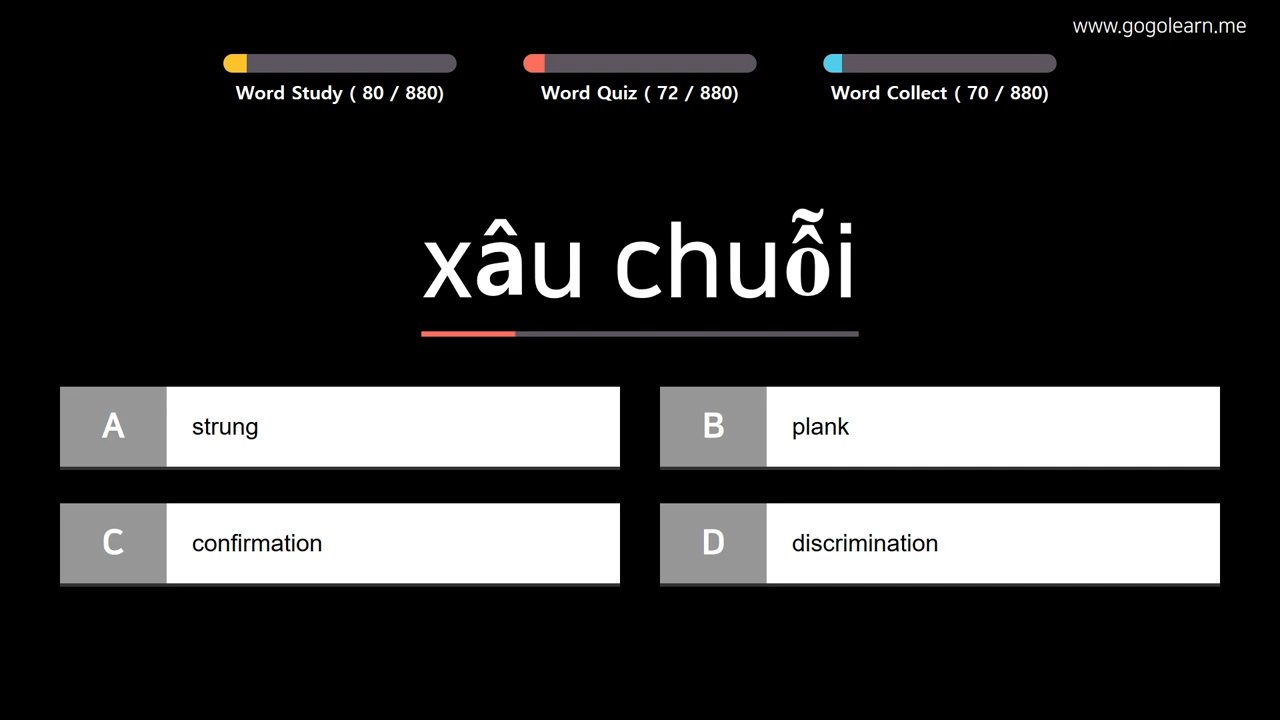 www.gogolearn.me
Word Study ( 80 / 880)
Word Quiz ( 72 / 880)
Word Collect ( 70 / 880)
xâu chuỗi
A strung
B plank
C confirmation
D discrimination